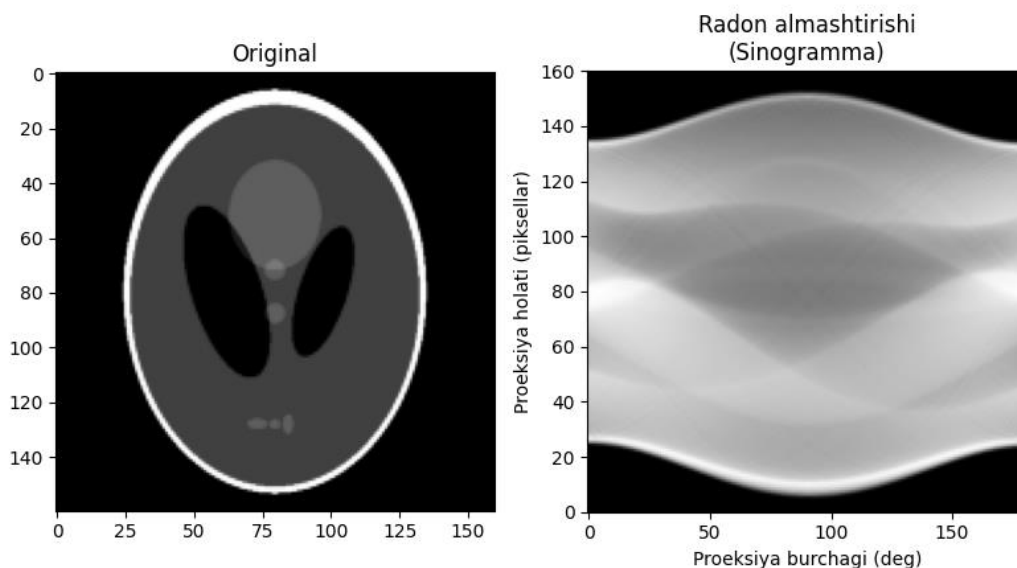 Original
0
20
40
60
80
100
120
140
0 25 50 75 100 125 150
Radon almashtirishi
(Sinogramma)
Proeksiya holati (piksellar)
160
140
120
100
80
60
40
20
0
0 50 100 150
Proeksiya burchagi (deg)